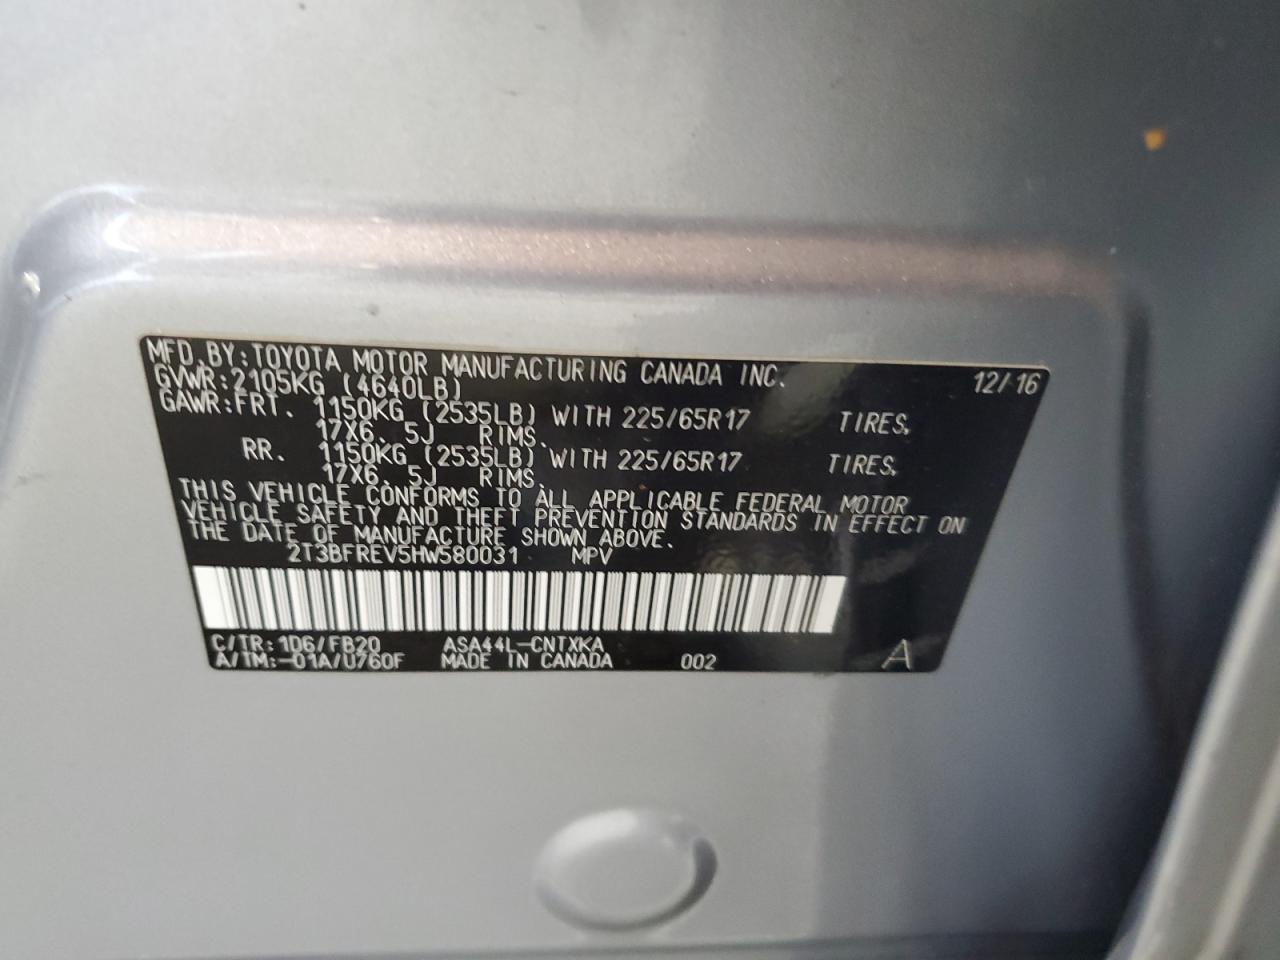 MFD. BY: TOYOTA MOTOR MANUFACTURING CANADA INC. 12/16
GVWR: 2105KG (4640LB)
GAWR: FRT. 1150KG (2535LB) WITH 225/65R17 TIRES.
17X6. 5J RIMS.
RR. 1150KG (2535LB) WITH 225/65R17 TIRES.
17X6. 5J RIMS.
THIS VEHICLE CONFORMS TO ALL APPLICABLE FEDERAL MOTOR
VEHICLE SAFETY AND THEFT PREVENTION STANDARDS IN EFFECT ON
THE DATE OF MANUFACTURE SHOWN ABOVE.
2T3BFREV5HW580031 MPV
C/TR: 1D6/FB20 ASA44L-CNTXKA
A/TM: -01A/U760F MADE IN CANADA 002 A